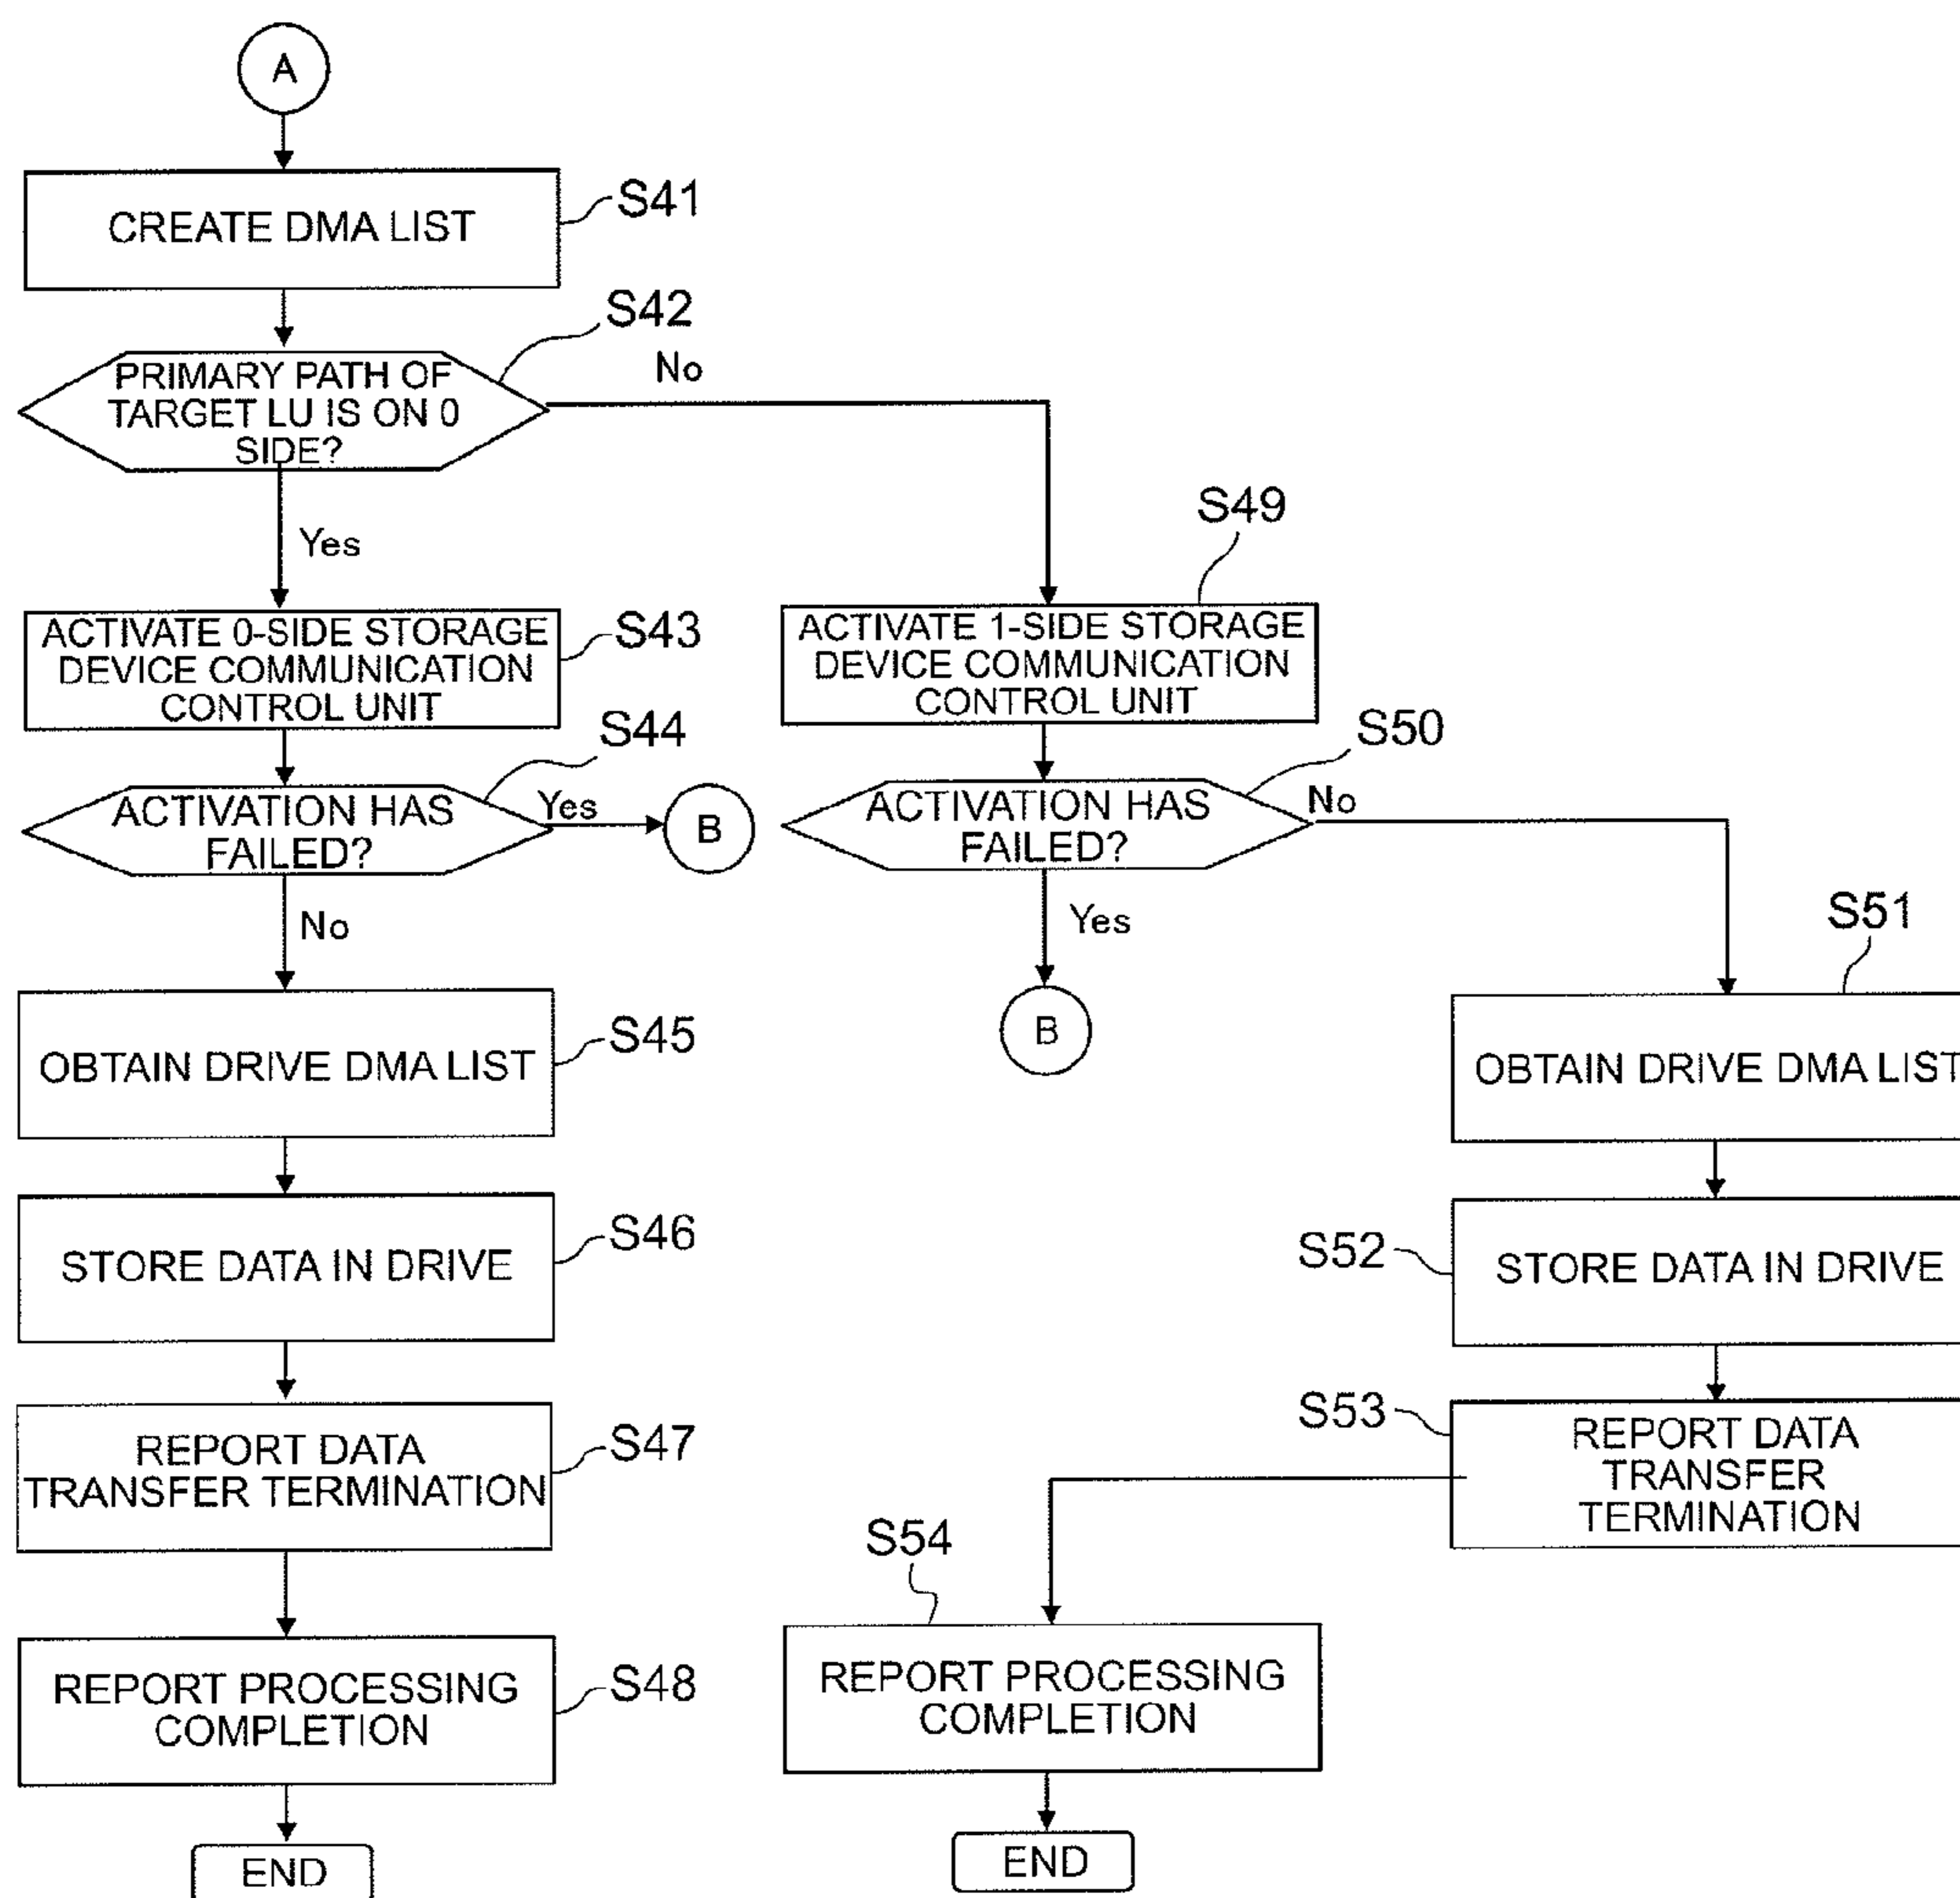 A
CREATE DMA LIST
S41
S42
PRIMARY PATH OF
TARGET LU IS ON 0
SIDE?
No
Yes
S43
ACTIVATE 0-SIDE STORAGE
DEVICE COMMUNICATION
CONTROL UNIT
S49
ACTIVATE 1-SIDE STORAGE
DEVICE COMMUNICATION
CONTROL UNIT
S44
ACTIVATION HAS
FAILED?
Yes
B
No
S50
ACTIVATION HAS
FAILED?
No
Yes
B
S45
OBTAIN DRIVE DMA LIST
S51
OBTAIN DRIVE DMA LIST
S46
STORE DATA IN DRIVE
S52
STORE DATA IN DRIVE
S47
REPORT DATA
TRANSFER TERMINATION
S53
REPORT DATA
TRANSFER
TERMINATION
S48
REPORT PROCESSING
COMPLETION
S54
REPORT PROCESSING
COMPLETION
END
END